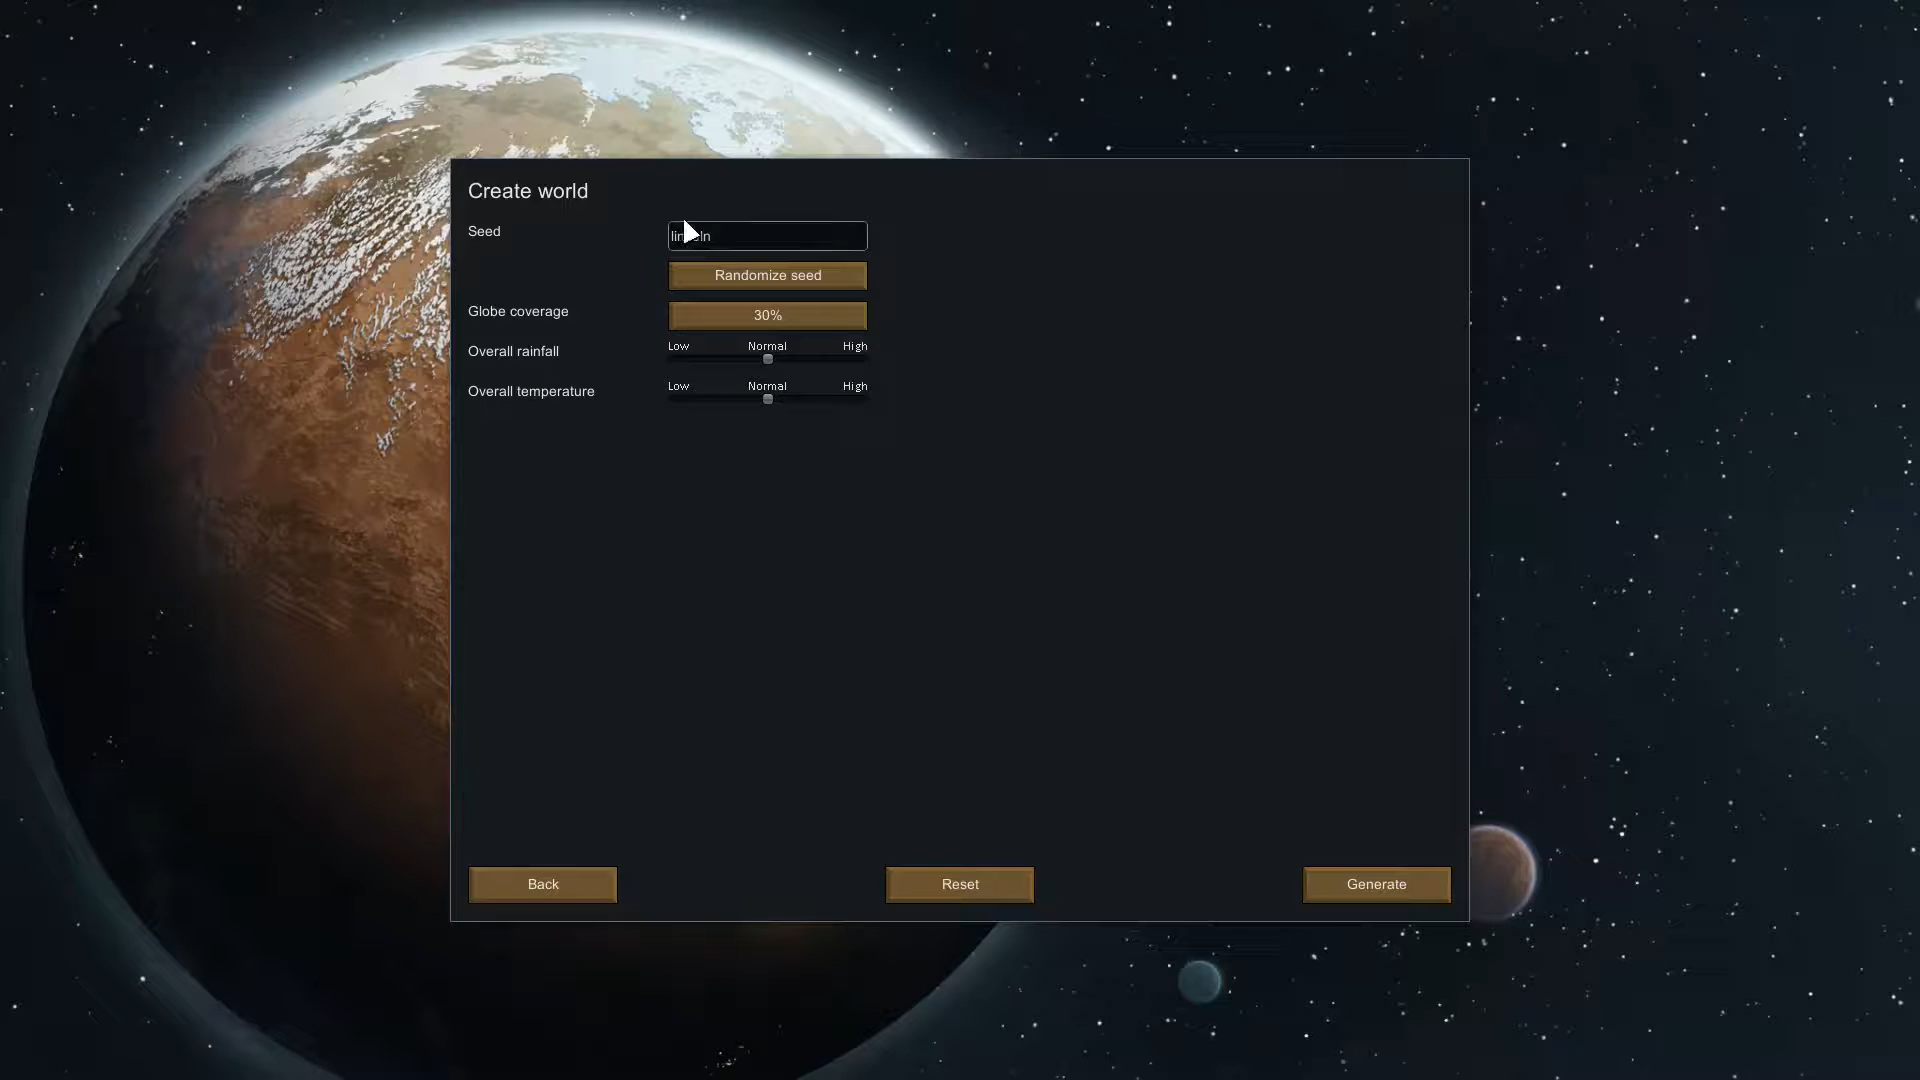 Create world
Seed
Randomize seed
Globe coverage 30%
Overall rainfall Low Normal High
Overall temperature Low Normal High
Back Reset Generate